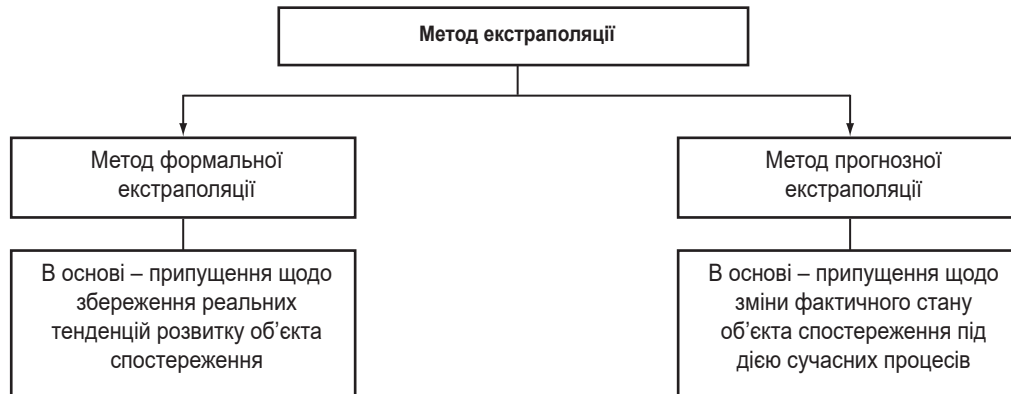 Метод екстраполяції
Метод формальної
екстраполяції
Метод прогнозної
екстраполяції
В основі – припущення щодо
збереження реальних
тенденцій розвитку об’єкта
спостереження
В основі – припущення щодо
зміни фактичного стану
об’єкта спостереження під
дією сучасних процесів